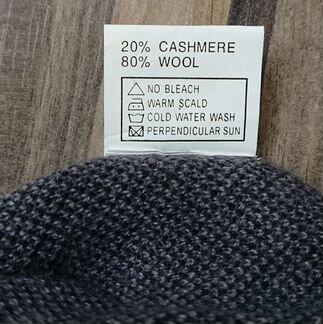 20% CASHMERE
80% WOOL
NO BLEACH
WARM SCALD
COLD WATER WASH
PERPENDICULAR SUN